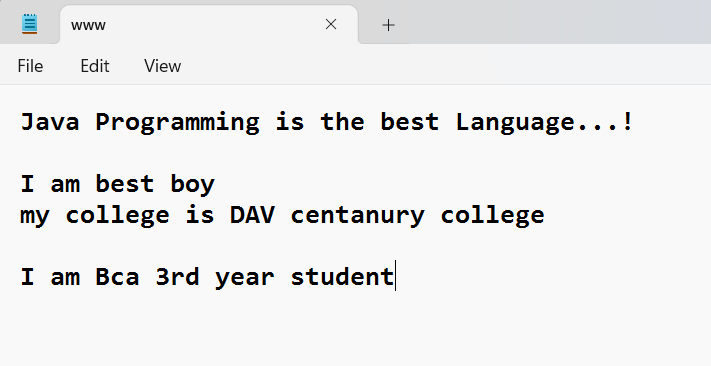 www
File Edit View
Java Programming is the best Language...!
I am best boy
my college is DAV centanury college
I am Bca 3rd year student